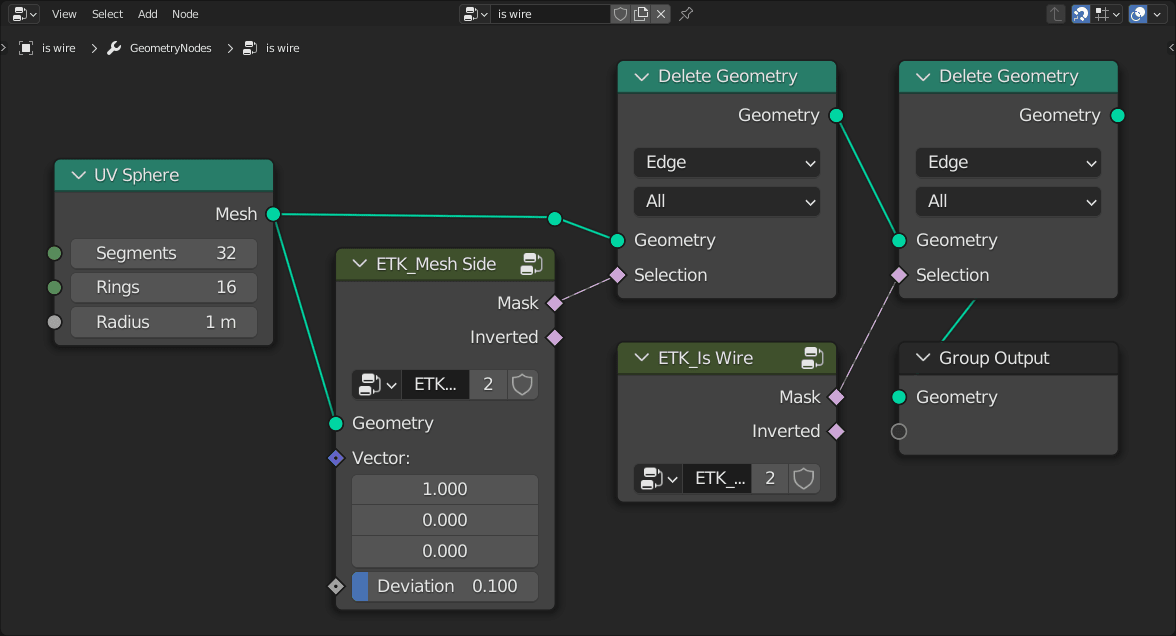 View Select Add Node
is wire
is wire GeometryNodes is wire
UV Sphere
Mesh
Segments 32
Rings 16
Radius 1 m
ETK_Mesh Side
Mask
Inverted
ETK... 2
Geometry
Vector:
1.000
0.000
0.000
Deviation 0.100
Delete Geometry
Geometry
Edge
All
Geometry
Selection
ETK_Is Wire
Mask
Inverted
ETK_... 2
Delete Geometry
Geometry
Edge
All
Geometry
Selection
Group Output
Geometry